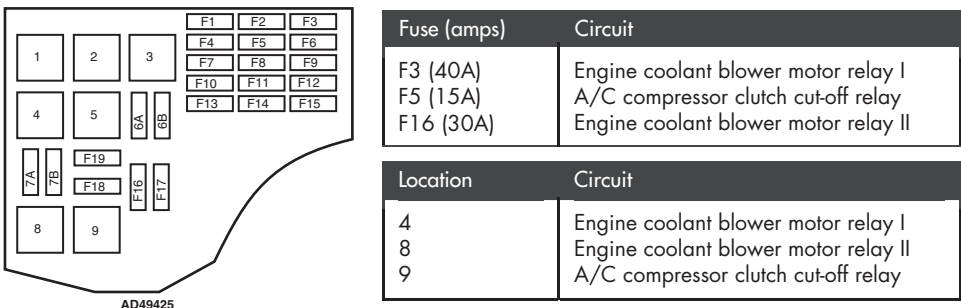 F1 F2 F3
F4 F5 F6
1 2 3
F7 F8 F9
F10 F11 F12
F13 F14 F15
4 5 6A 6B
F19
7A 7B
F18
F16 F17
8 9
AD49425
Fuse (amps) Circuit
F3 (40A) Engine coolant blower motor relay I
F5 (15A) A/C compressor clutch cut-off relay
F16 (30A) Engine coolant blower motor relay II
Location Circuit
4 Engine coolant blower motor relay I
8 Engine coolant blower motor relay II
9 A/C compressor clutch cut-off relay